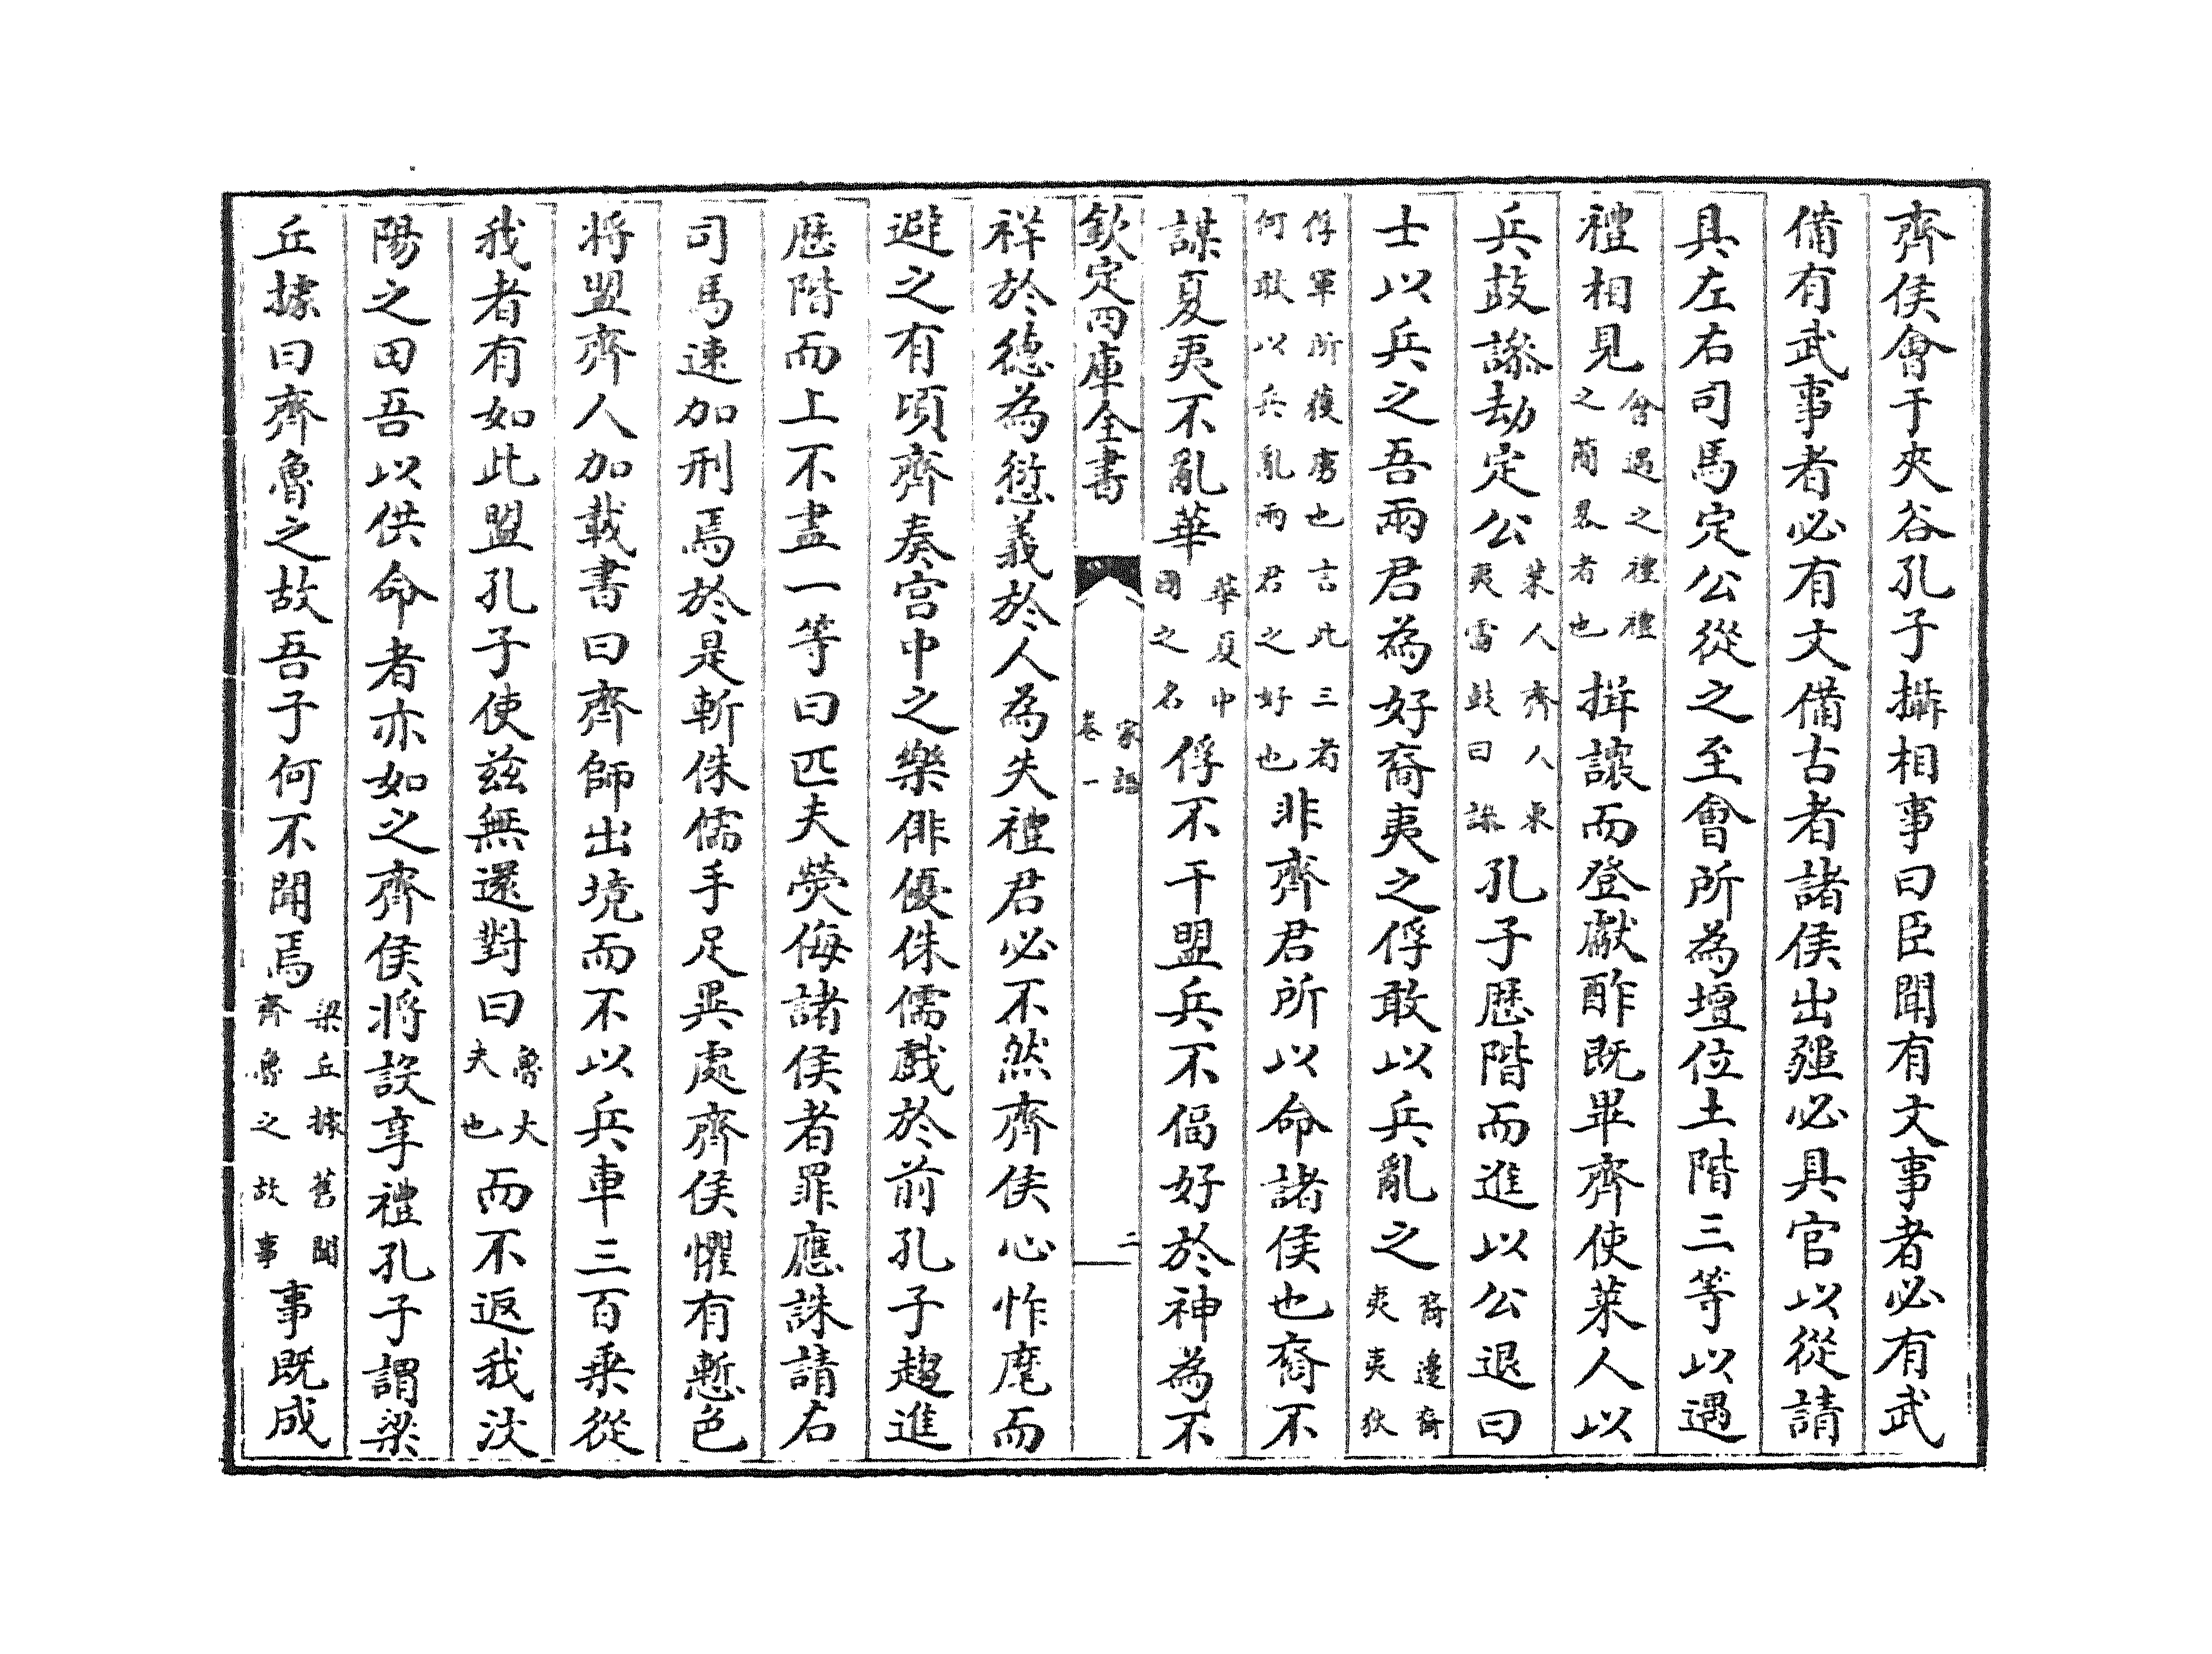 齊侯會于夾谷孔子攝相事曰臣聞有文事者必有武
備有武事者必有文備古者諸侯出疆必具官以從請
具左右司馬定公從之至會所為壇位土階三等以遇
禮相見會遇之禮禮之簡畧者也揖讓而登獻酢既畢齊使萊人以
兵鼓譟劫定公萊人齊人東夷雷鼓曰譟孔子歴階而進以公退曰
士以兵之吾兩君為好裔夷之俘敢以兵亂之裔邊裔夷夷狄
俘軍所獲虜也言此三者何敢以兵亂兩君之好也非齊君所以命諸侯也裔不
謀夏夷不亂華華夏中國之名俘不干盟兵不偪好於神為不
欽定四庫全書
家語
卷一
二
祥於德為愆義於人為失禮君必不然齊侯心怍麾而
避之有頃齊奏宫中之樂俳優侏儒戲於前孔子趨進
歴階而上不盡一等曰匹夫熒侮諸侯者罪應誅請右
司馬速加刑焉於是斬侏儒手足異處齊侯懼有慙色
將盟齊人加載書曰齊師出境而不以兵車三百乗從
我者有如此盟孔子使兹無還對曰魯大夫也而不返我汶
陽之田吾以供命者亦如之齊侯將設享禮孔子謂梁
丘據曰齊魯之故吾子何不聞焉梁丘據舊聞齊魯之故事事既成